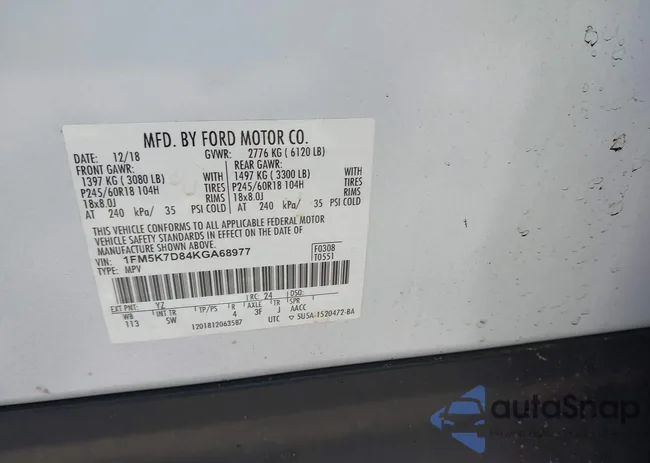 MFD. BY FORD MOTOR CO.
DATE: 12/18 GVWR: 2776 KG ( 6120 LB)
FRONT GAWR: REAR GAWR:
1397 KG ( 3080 LB) 1497 KG ( 3300 LB)
P245/60R18 104H TIRES P245/60R18 104H TIRES
18x8.0J RIMS 18x8.0J RIMS
AT 240 kPa/ 35 PSI COLD AT 240 kPa/ 35 PSI COLD
THIS VEHICLE CONFORMS TO ALL APPLICABLE FEDERAL MOTOR
VEHICLE SAFETY AND THEFT PREVENTION STANDARDS IN
EFFECT ON THE DATE OF MANUFACTURE SHOWN ABOVE.
VIN: 1FM5K7D84KGA68977 F0308
TYPE: MPV T0551
EXT PNT: YZ RC: 24 DSO:
WB INT TR TP/PS R AXLE TR SPR
113 SW 4 3F J AACC
1201812063587 UTC ▽ SU5A-1520472-BA
autoSnap